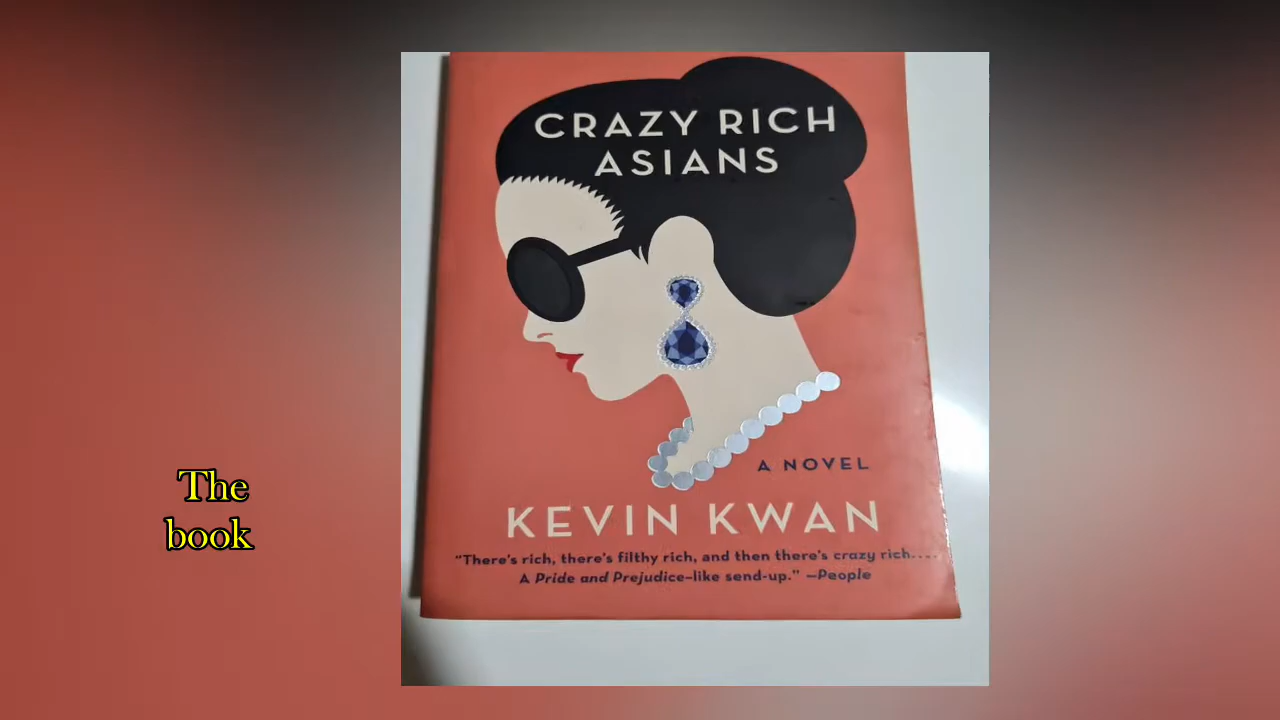 CRAZY RICH
ASIANS
A NOVEL
KEVIN KWAN
"There's rich, there's filthy rich, and then there's crazy rich....
A Pride and Prejudice–like send-up." —People
The
book